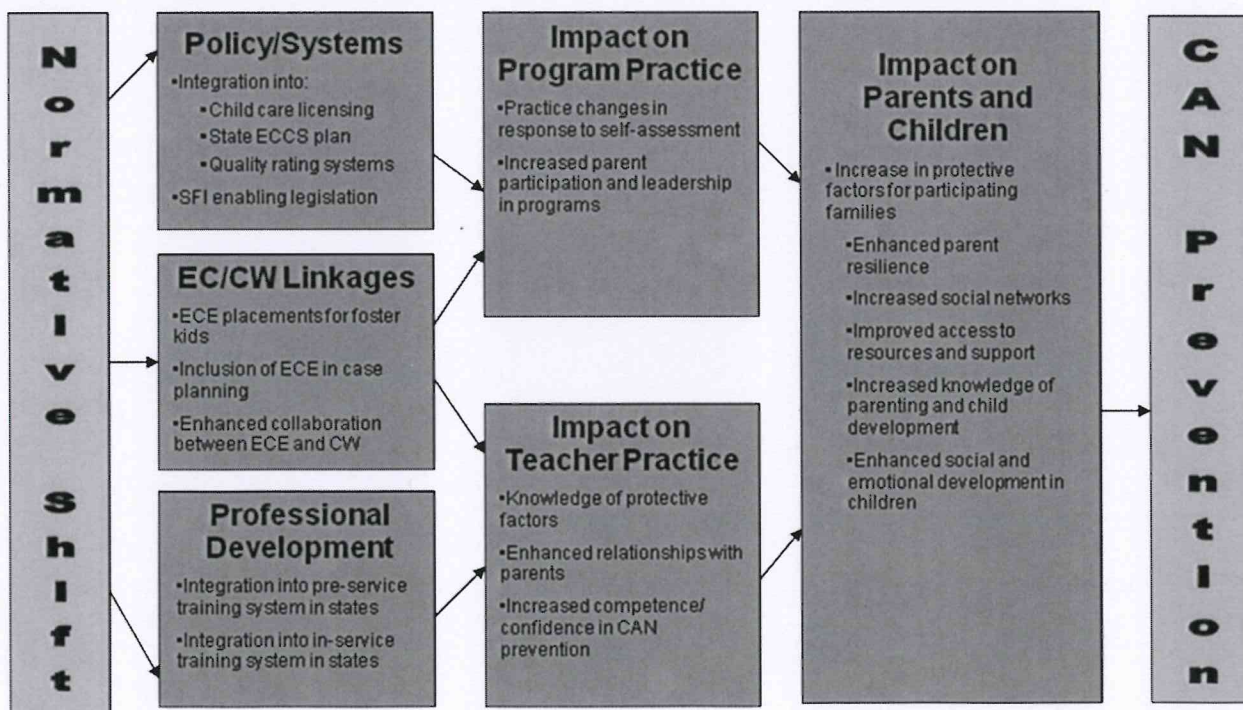 Normative Shift
Policy/Systems
•Integration into:
•Child care licensing
•State ECCS plan
•Quality rating systems
•SFI enabling legislation
EC/CW Linkages
•ECE placements for foster
kids
•Inclusion of ECE in case
planning
•Enhanced collaboration
between ECE and CW
Professional
Development
•Integration into pre-service
training system in states
•Integration into in-service
training system in states
Impact on
Program Practice
•Practice changes in
response to self-assessment
•Increased parent
participation and leadership
in programs
Impact on
Teacher Practice
•Knowledge of protective
factors
•Enhanced relationships with
parents
•Increased competence/
confidence in CAN
prevention
Impact on
Parents and
Children
•Increase in protective
factors for participating
families
•Enhanced parent
resilience
•Increased social networks
•Improved access to
resources and support
•Increased knowledge of
parenting and child
development
•Enhanced social and
emotional development in
children
CAN Prevention